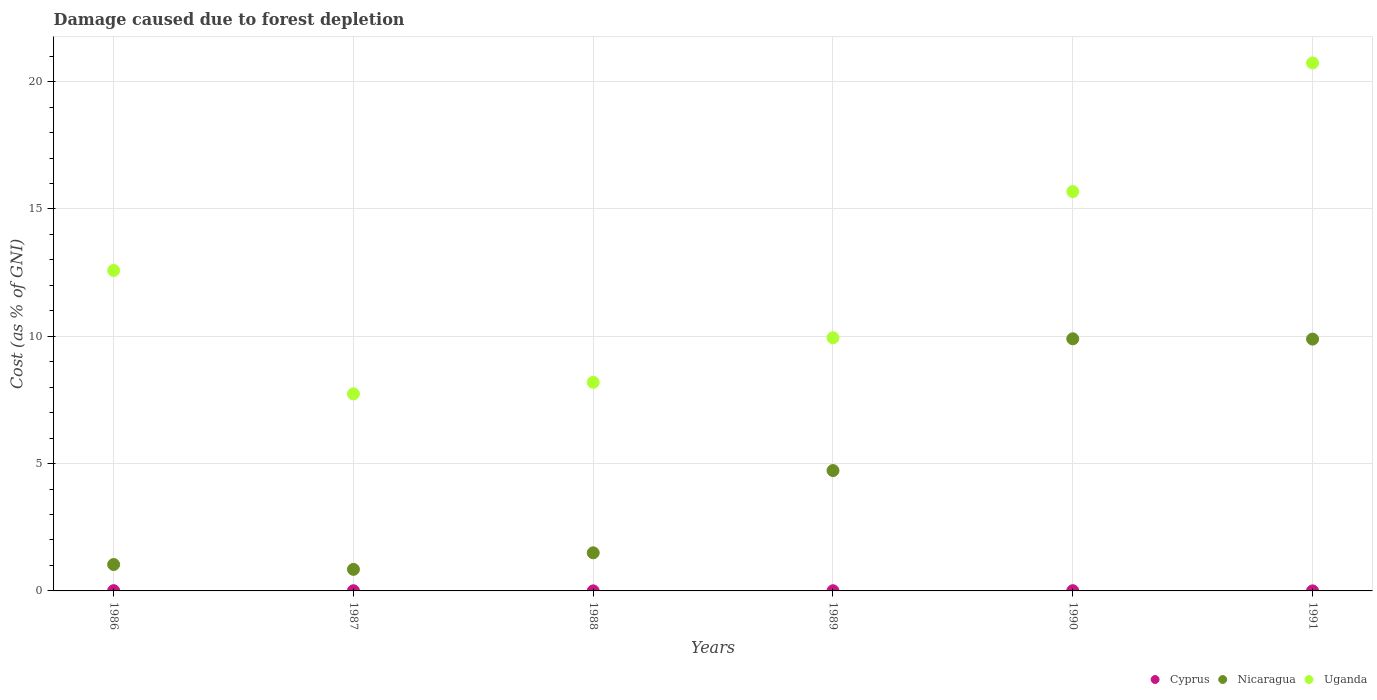 Damage caused due to forest depletion
Cost (as % of GNI)
20
15
10
5
0
1986
1987
1988
1989
1990
1991
Years
Cyprus
Nicaragua
Uganda